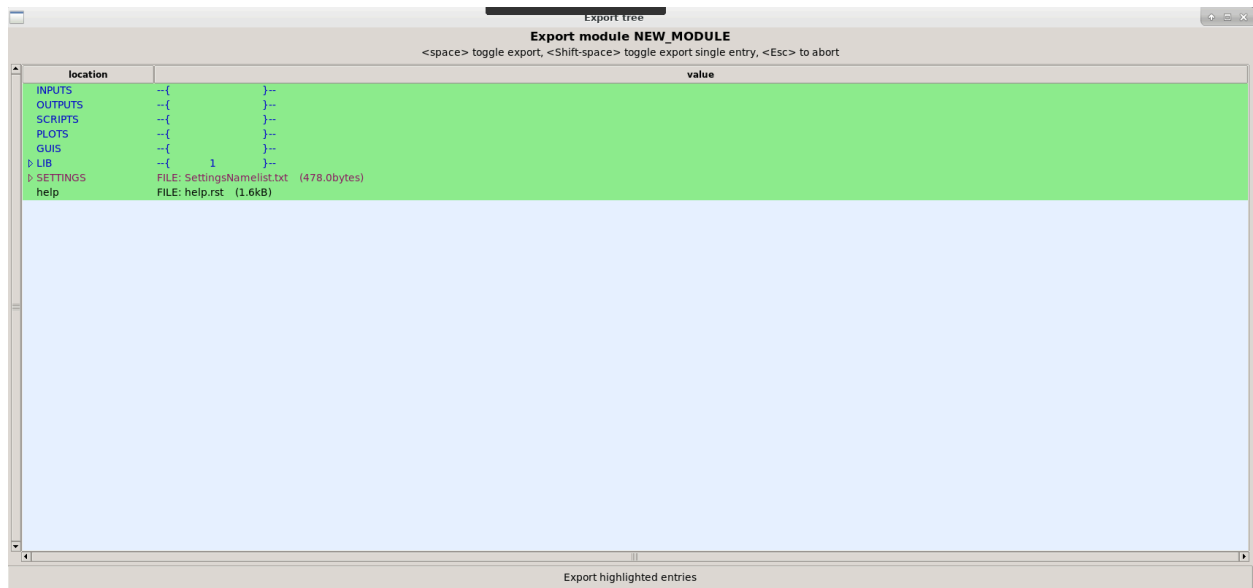 Export tree
Export module NEW_MODULE
<space> toggle export, <Shift-space> toggle export single entry, <Esc> to abort
location value
INPUTS --{ }--
OUTPUTS --{ }--
SCRIPTS --{ }--
PLOTS --{ }--
GUIS --{ }--
LIB --{ 1 }--
SETTINGS FILE: SettingsNamelist.txt (478.0bytes)
help FILE: help.rst (1.6kB)
Export highlighted entries